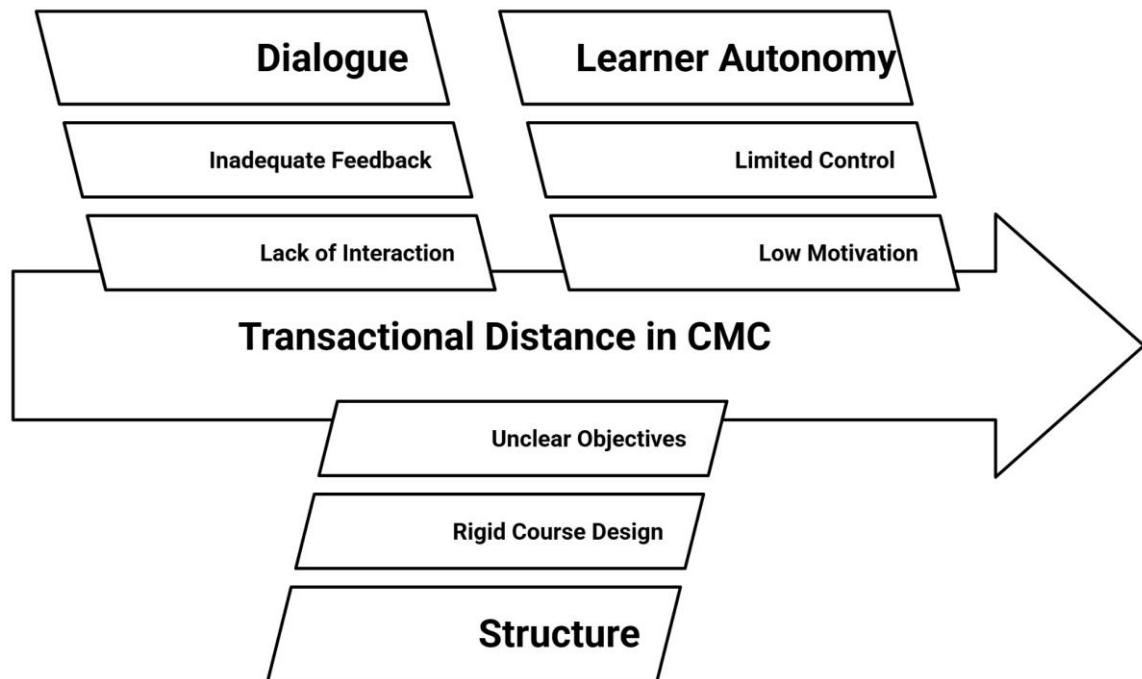 Dialogue
Learner Autonomy
Inadequate Feedback
Limited Control
Lack of Interaction
Low Motivation
Transactional Distance in CMC
Unclear Objectives
Rigid Course Design
Structure